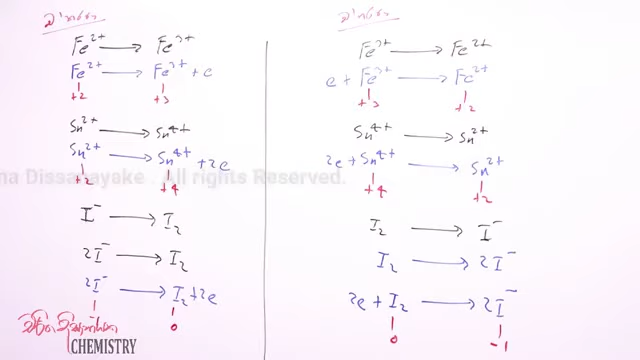 Fe²⁺ ⟶ Fe³⁺
Fe²⁺ ⟶ Fe³⁺ + e
+2 +3
Sn²⁺ ⟶ Sn⁴⁺
Sn²⁺ ⟶ Sn⁴⁺ + 2e
+2 +4
I⁻ ⟶ I₂
2I⁻ ⟶ I₂
2I⁻ ⟶ I₂ + 2e
0
CHEMISTRY
Fe³⁺ ⟶ Fe²⁺
e + Fe³⁺ ⟶ Fe²⁺
+3 +2
Sn⁴⁺ ⟶ Sn²⁺
2e + Sn⁴⁺ ⟶ Sn²⁺
+4 +2
I₂ ⟶ I⁻
I₂ ⟶ 2I⁻
2e + I₂ ⟶ 2I⁻
0 -1
Dissanayake . All rights Reserved.